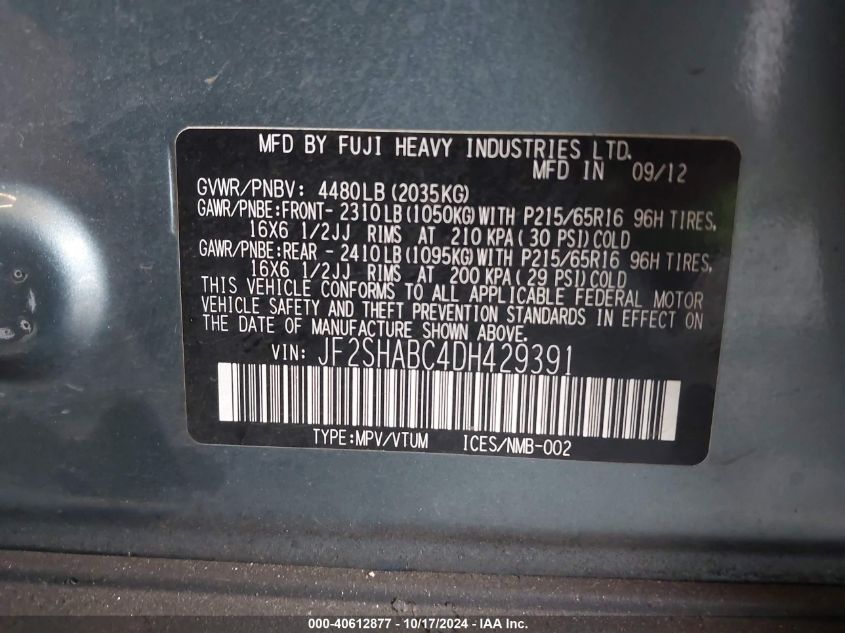 MFD BY FUJI HEAVY INDUSTRIES LTD.
MFD IN 09/12
GVWR/PNBV: 4480LB(2035KG)
GAWR/PNBE:FRONT- 2310LB(1050KG)WITH P215/65R16 96H TIRES,
16X6 1/2JJ RIMS AT 210 KPA(30 PSI)COLD
GAWR/PNBE:REAR - 2410LB(1095KG)WITH P215/65R16 96H TIRES,
16X6 1/2JJ RIMS AT 200 KPA(29 PSI)COLD
THIS VEHICLE CONFORMS TO ALL APPLICABLE FEDERAL MOTOR
VEHICLE SAFETY AND THEFT PREVENTION STANDARDS IN EFFECT ON
THE DATE OF MANUFACTURE SHOWN ABOVE.
VIN: JF2SHABC4DH429391
TYPE:MPV/VTUM ICES/NMB-002
000-40612877 - 10/17/2024 - www.iaai.com